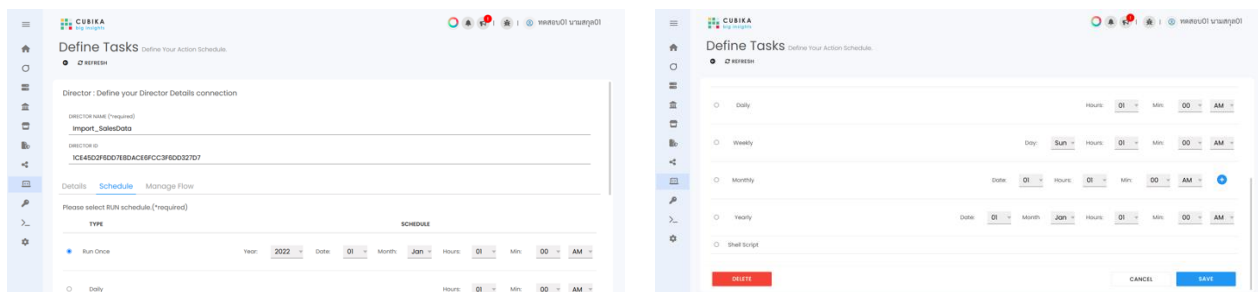 CUBIKA
big insights
ทดสอบ01 นามสกุล01
Define Tasks Define Your Action Schedule.
REFRESH
Director : Define your Director Details connection
DIRECTOR NAME (*required)
Import_SalesData
DIRECTOR ID
1CE45D2F6DD7E8DACE6FCC3F6DD327D7
Details Schedule Manage Flow
Please select RUN schedule.(*required)
TYPE SCHEDULE
Run Once Year: 2022 Date: 01 Month: Jan Hours: 01 Min: 00 AM
Daily Hours: 01 Min: 00 AM
CUBIKA
big insights
ทดสอบ01 นามสกุล01
Define Tasks Define Your Action Schedule.
REFRESH
Daily Hours: 01 Min: 00 AM
Weekly Day: Sun Hours: 01 Min: 00 AM
Monthly Date: 01 Hours: 01 Min: 00 AM
Yearly Date: 01 Month: Jan Hours: 01 Min: 00 AM
Shell Script
DELETE CANCEL SAVE